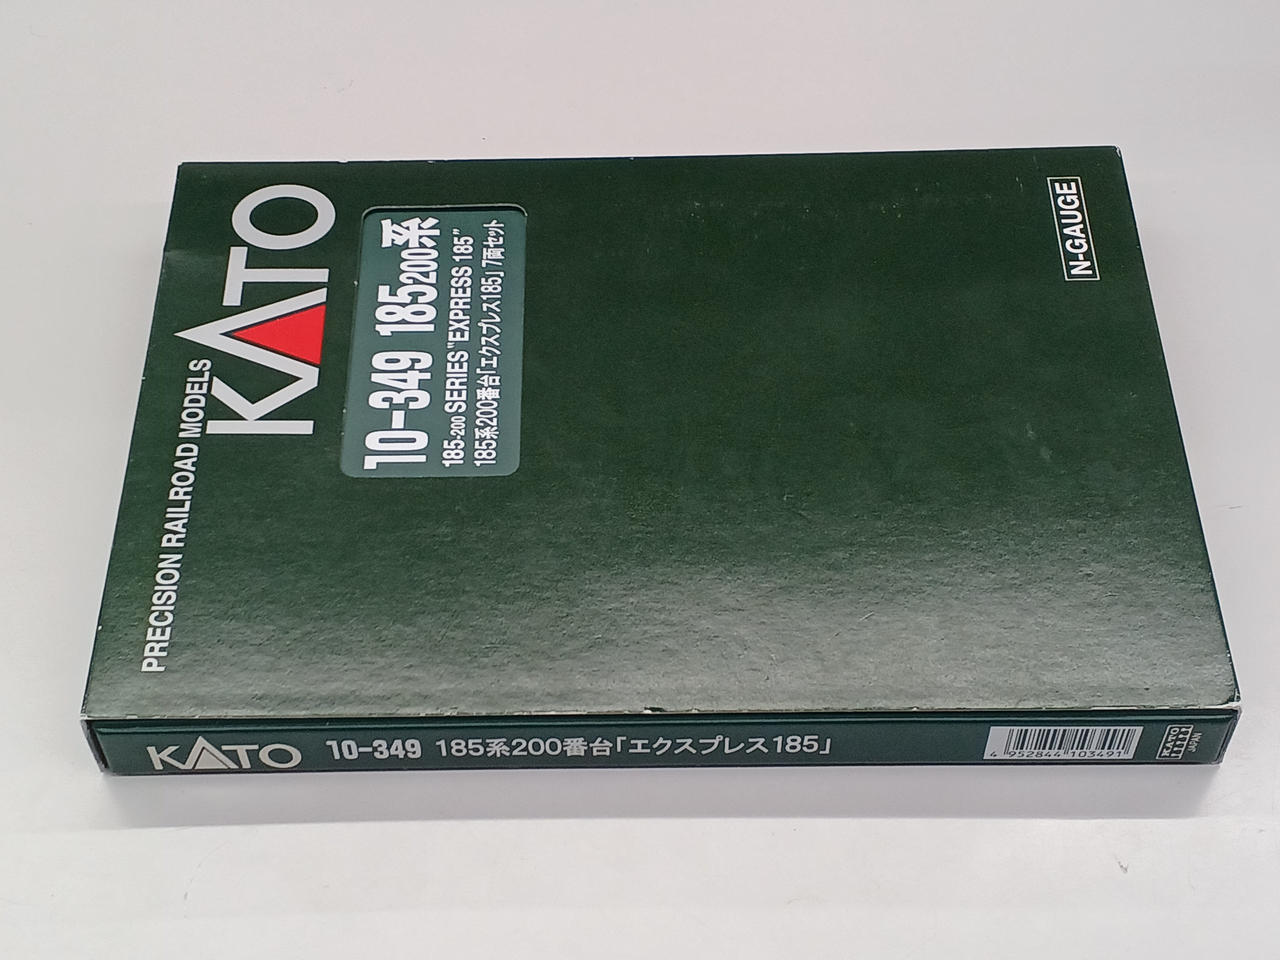 PRECISION RAILROAD MODELS
KATO
10-349 185200系
185-200 SERIES "EXPRESS 185"
185系200番台「エクスプレス185」7両セット
N-GAUGE
KATO 10-349 185系200番台「エクスプレス185」
4 952844 103491
KATO
JAPAN